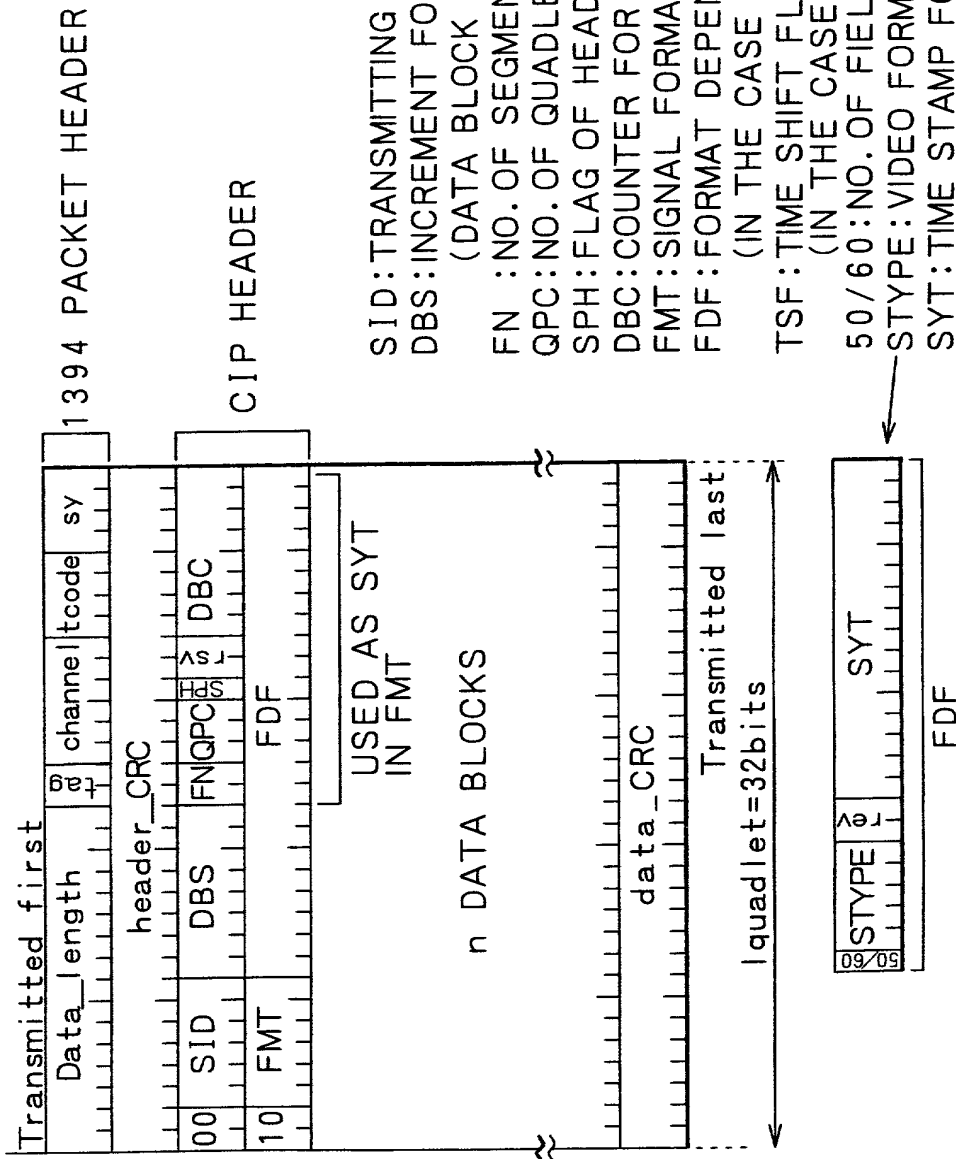 Transmitted first
Data_length tag channel tcode sy
1394 PACKET HEADER
header_CRC
00 SID DBS FN QPC SPH rsv DBC
10 FMT FDF
CIP HEADER
USED AS SYT
IN FMT
n DATA BLOCKS
data_CRC
Transmitted last
1quadlet=32bits
50/60 STYPE rev SYT
FDF
SID:TRANSMITTING
DBS:INCREMENT FO
(DATA BLOCK
FN :NO.OF SEGMEN
QPC:NO.OF QUADLE
SPH:FLAG OF HEAD
DBC:COUNTER FOR
FMT:SIGNAL FORMA
FDF:FORMAT DEPEN
(IN THE CASE
TSF:TIME SHIFT FL
(IN THE CASE
50/60:NO.OF FIEL
STYPE:VIDEO FORM
SYT:TIME STAMP FO